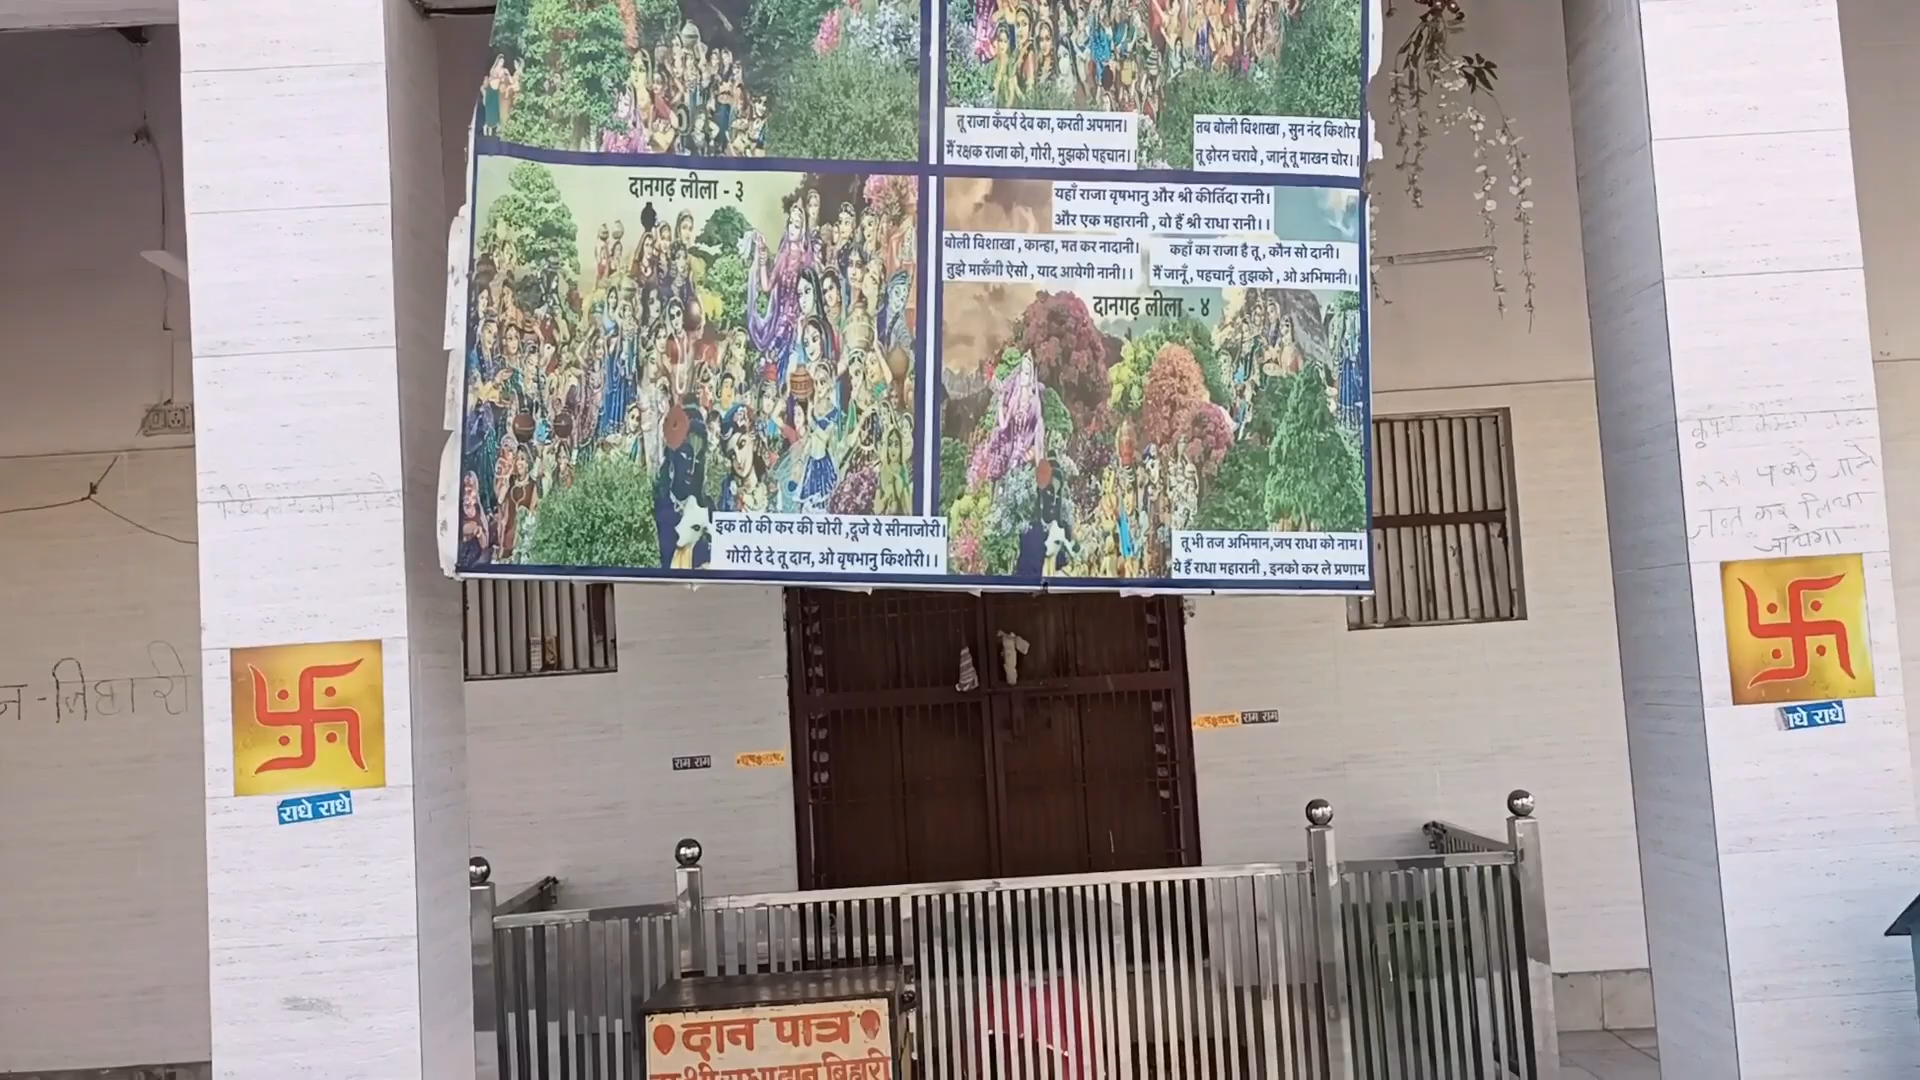 तू राजा कँदर्प देव का, करती अपमान।
मैं रक्षक राजा को, गोरी, मुझको पहचान।।
तब बोली विशाखा, सुन नंद किशोर
तू ढ़ोरन चरावे, जानूं तू माखन चोर।।
दानगढ़ लीला - ३
यहाँ राजा वृषभानु और श्री कीर्तिदा रानी।
और एक महारानी, वो हैं श्री राधा रानी।।
बोली विशाखा, कान्हा, मत कर नादानी।
तुझे मारूँगी ऐसो, याद आयेगी नानी।।
कहाँ का राजा है तू, कौन सो दानी।
मैं जानूँ, पहचानूँ तुझको, ओ अभिमानी।।
दानगढ़ लीला - ४
इक तो की कर की चोरी ,दूजे ये सीनाजोरी।
गोरी दे दे तू दान, ओ वृषभानु किशोरी।।
तू भी तज अभिमान,जप राधा को नाम।
ये हैं राधा महारानी, इनको कर ले प्रणाम
पकड़े जाने
कर लिया
जायेगा
राधे राधे
धे राधे
राम राम
राम राम
दान पात्र
बिहारी